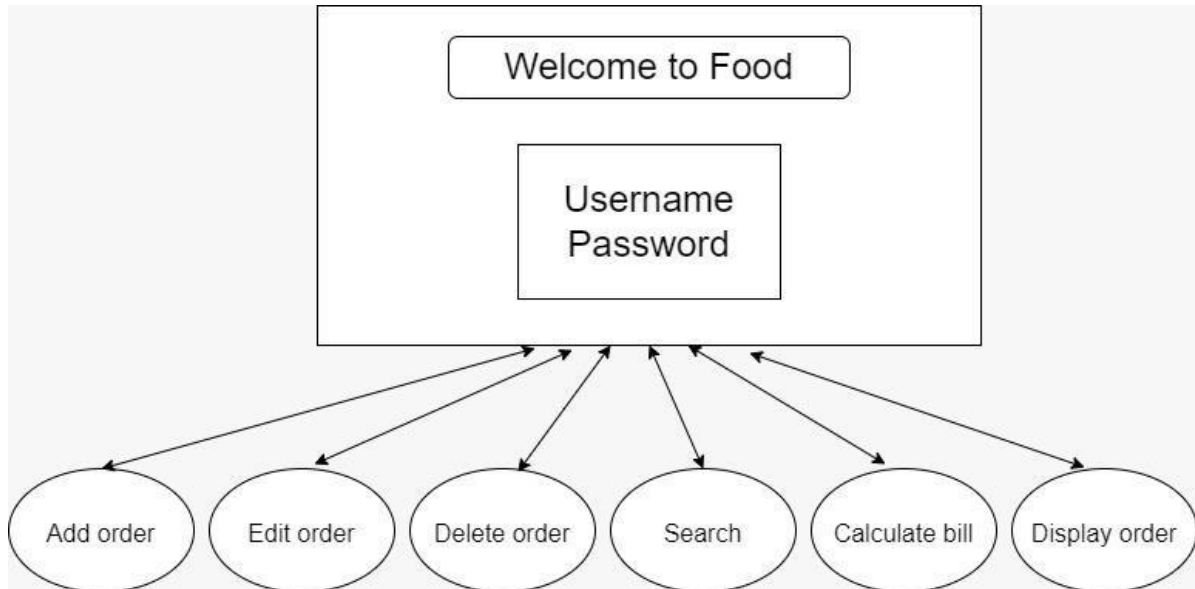 Welcome to Food
Username
Password
Add order
Edit order
Delete order
Search
Calculate bill
Display order